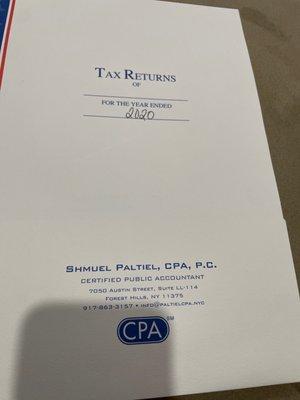 TAX RETURNS
OF
FOR THE YEAR ENDED
2020
SHMUEL PALTIEL, CPA, P.C.
CERTIFIED PUBLIC ACCOUNTANT
7050 AUSTIN STREET, SUITE LL-114
FOREST HILLS, NY 11375
917-863-3157 • INFO@PALTIELCPA.NYC
CPA SM